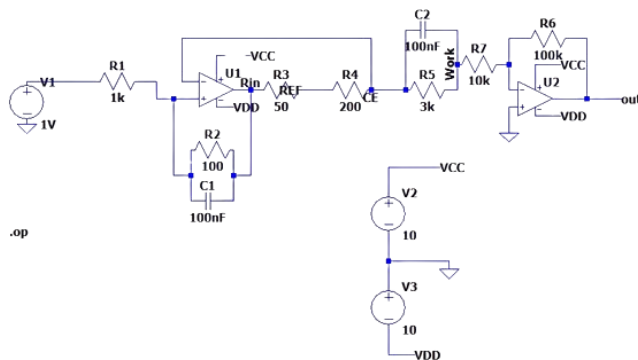 C2
100nF
R6
100k
VCC
R7
10k
Work
U2
VDD
out
R5
3k
VCC
U1
Rin
VDD
R3
REF
50
R4
200
CE
R1
1k
V1
1V
R2
100
C1
100nF
.op
VCC
V2
10
V3
10
VDD